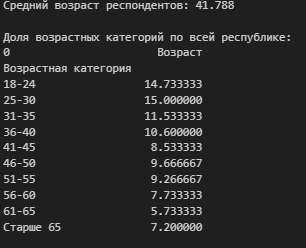 Средний возраст респондентов: 41.788
Доля возрастных категорий по всей республике:
0 Возраст
Возрастная категория
18-24 14.733333
25-30 15.000000
31-35 11.533333
36-40 10.600000
41-45 8.533333
46-50 9.666667
51-55 9.266667
56-60 7.733333
61-65 5.733333
Старше 65 7.200000